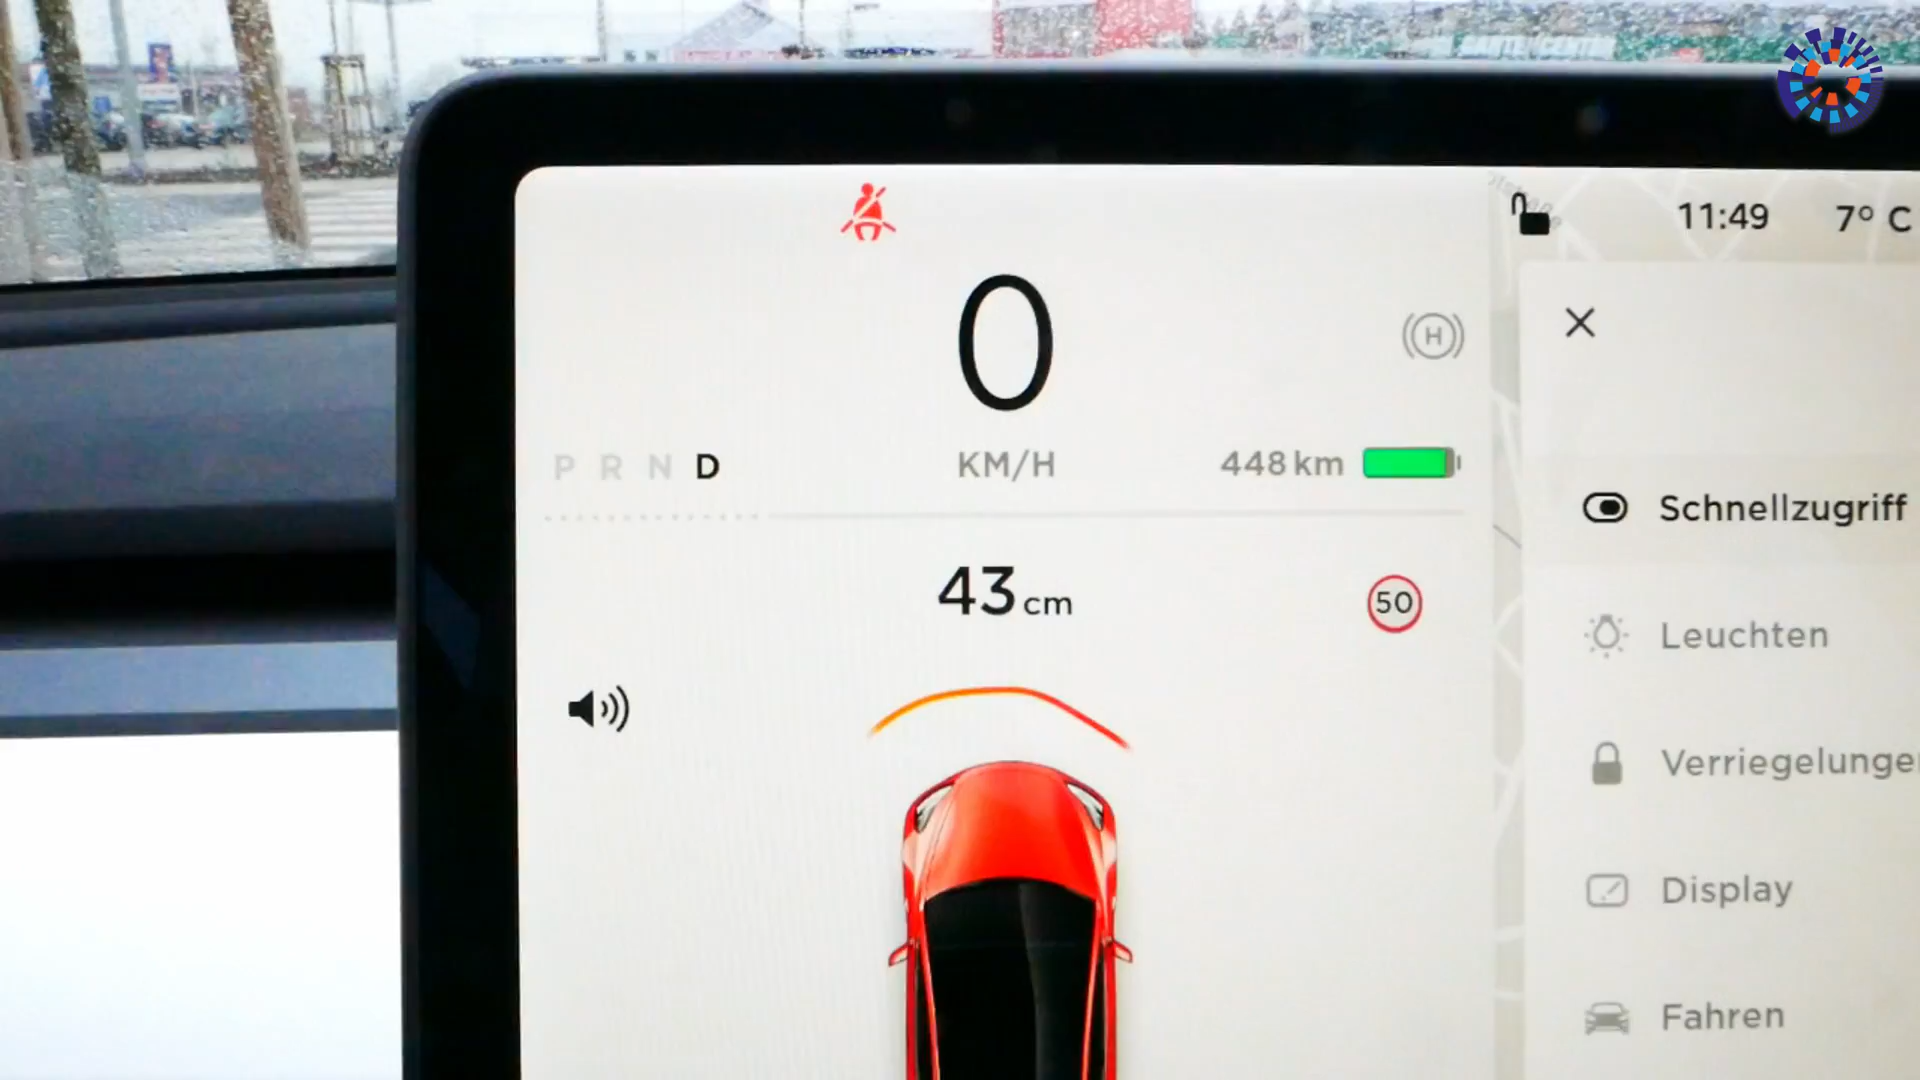 11:49 7° C
0
H
P R N D KM/H 448 km
43 cm 50
Schnellzugriff
Leuchten
Verriegelunge
Display
Fahren